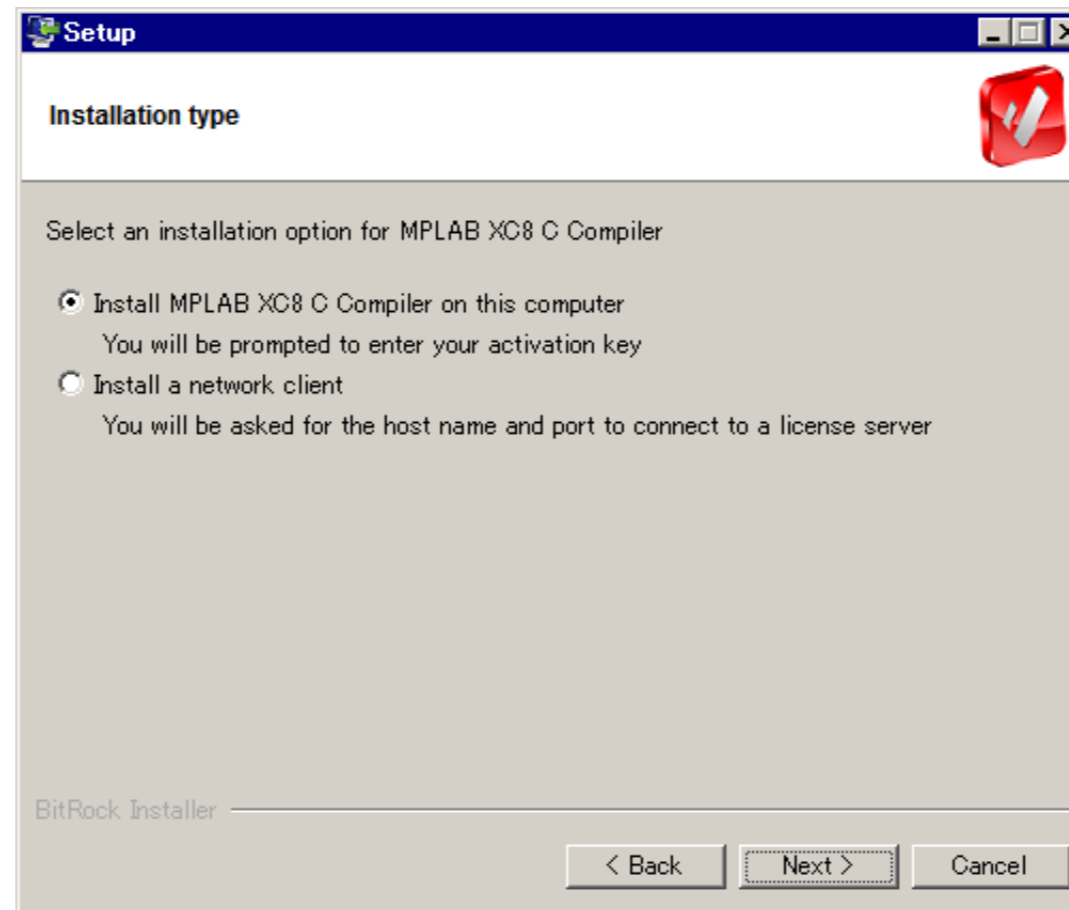 Setup
Installation type
Select an installation option for MPLAB XC8 C Compiler
Install MPLAB XC8 C Compiler on this computer
You will be prompted to enter your activation key
Install a network client
You will be asked for the host name and port to connect to a license server
BitRock Installer
< Back
Next >
Cancel